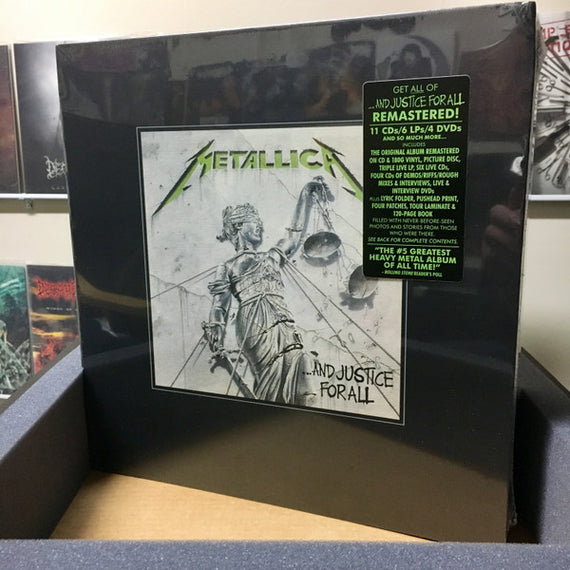 GET ALL OF
...AND JUSTICE FOR ALL
REMASTERED!
11 CDs/6 LPs/4 DVDs
AND SO MUCH MORE...
INCLUDES
THE ORIGINAL ALBUM REMASTERED
ON CD & 180G VINYL, PICTURE DISC,
TRIPLE LIVE LP, SIX LIVE CDs,
FOUR CDs OF DEMOS/RIFFS/ROUGH
MIXES & INTERVIEWS, LIVE &
INTERVIEW DVDs
PLUS LYRIC FOLDER, PUSHEAD PRINT,
FOUR PATCHES, TOUR LAMINATE &
120-PAGE BOOK
FILLED WITH NEVER-BEFORE-SEEN
PHOTOS AND STORIES FROM THOSE
WHO WERE THERE.
SEE BACK FOR COMPLETE CONTENTS.
"THE #5 GREATEST
HEAVY METAL ALBUM
OF ALL TIME!"
- ROLLING STONE READER'S POLL
METALLICA
...AND JUSTICE
FOR ALL